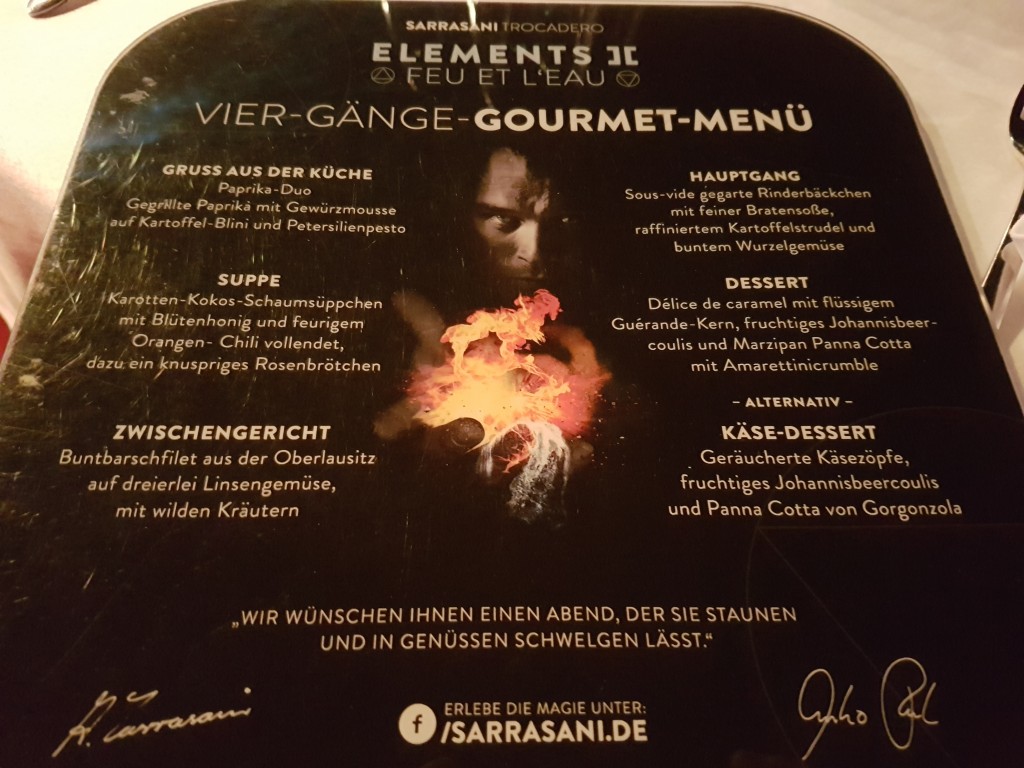 SARRASANI TROCADERO
ELEMENTS II
FEU ET L'EAU
VIER-GÄNGE-GOURMET-MENÜ
GRUSS AUS DER KÜCHE
Paprika-Duo
Gegrillte Paprika mit Gewürzmousse
auf Kartoffel-Blini und Petersilienpesto
SUPPE
Karotten-Kokos-Schaumsüppchen
mit Blütenhonig und feurigem
Orangen- Chili vollendet,
dazu ein knuspriges Rosenbrötchen
ZWISCHENGERICHT
Buntbarschfilet aus der Oberlausitz
auf dreierlei Linsengemüse,
mit wilden Kräutern
HAUPTGANG
Sous-vide gegarte Rinderbäckchen
mit feiner Bratensoße,
raffiniertem Kartoffelstrudel und
buntem Wurzelgemüse
DESSERT
Délice de caramel mit flüssigem
Guérande-Kern, fruchtiges Johannisbeer-
coulis und Marzipan Panna Cotta
mit Amarettinicrumble
– ALTERNATIV –
KÄSE-DESSERT
Geräucherte Käsezöpfe,
fruchtiges Johannisbeercoulis
und Panna Cotta von Gorgonzola
„WIR WÜNSCHEN IHNEN EINEN ABEND, DER SIE STAUNEN
UND IN GENÜSSEN SCHWELGEN LÄSST.“
A. Sarrasani
f ERLEBE DIE MAGIE UNTER:
/SARRASANI.DE